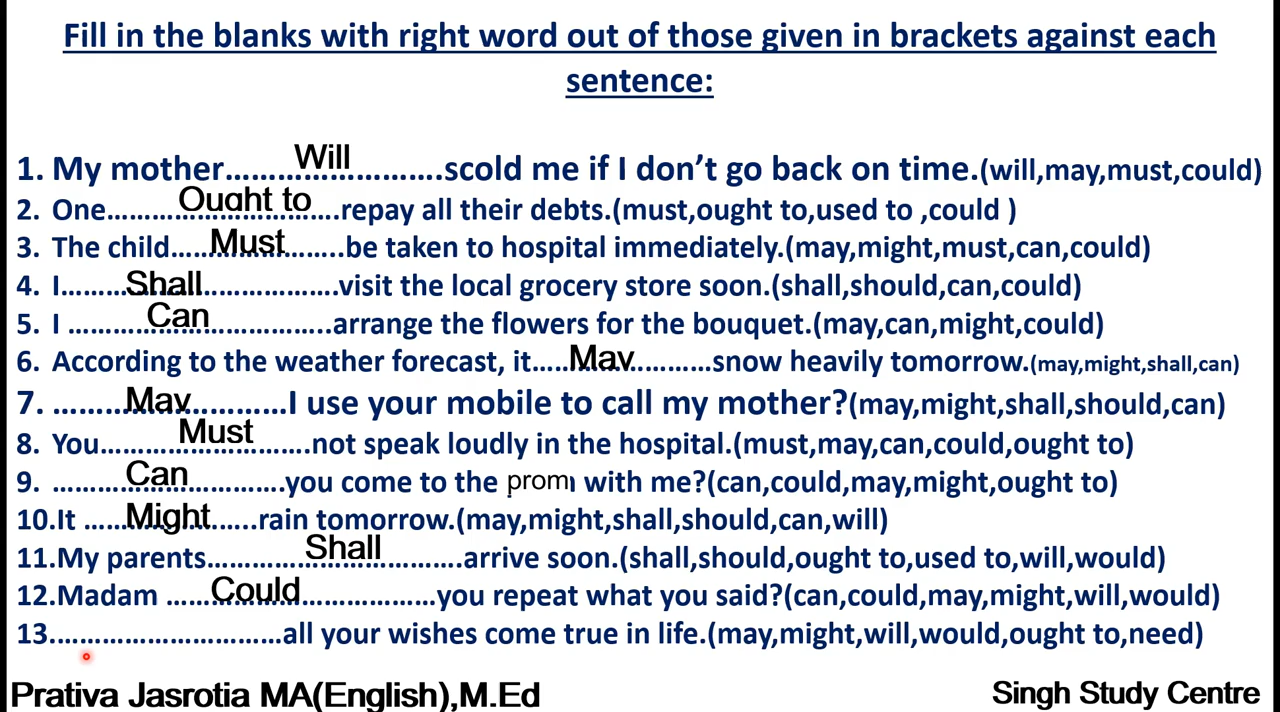 Fill in the blanks with right word out of those given in brackets against each
sentence:
1. My mother............Will............scold me if I don't go back on time.(will,may,must,could)
2. One............Ought to............repay all their debts.(must,ought to,used to ,could )
3. The child............Must............be taken to hospital immediately.(may,might,must,can,could)
4. I............Shall............visit the local grocery store soon.(shall,should,can,could)
5. I ............Can............arrange the flowers for the bouquet.(may,can,might,could)
6. According to the weather forecast, it......May............snow heavily tomorrow.(may,might,shall,can)
7. ............May............I use your mobile to call my mother?(may,might,shall,should,can)
8. You............Must............not speak loudly in the hospital.(must,may,can,could,ought to)
9. ............Can............you come to the prom with me?(can,could,may,might,ought to)
10.It ......Might......rain tomorrow.(may,might,shall,should,can,will)
11.My parents............Shall............arrive soon.(shall,should,ought to,used to,will,would)
12.Madam ......Could............you repeat what you said?(can,could,may,might,will,would)
13.........................all your wishes come true in life.(may,might,will,would,ought to,need)
Prativa Jasrotia MA(English),M.Ed
Singh Study Centre